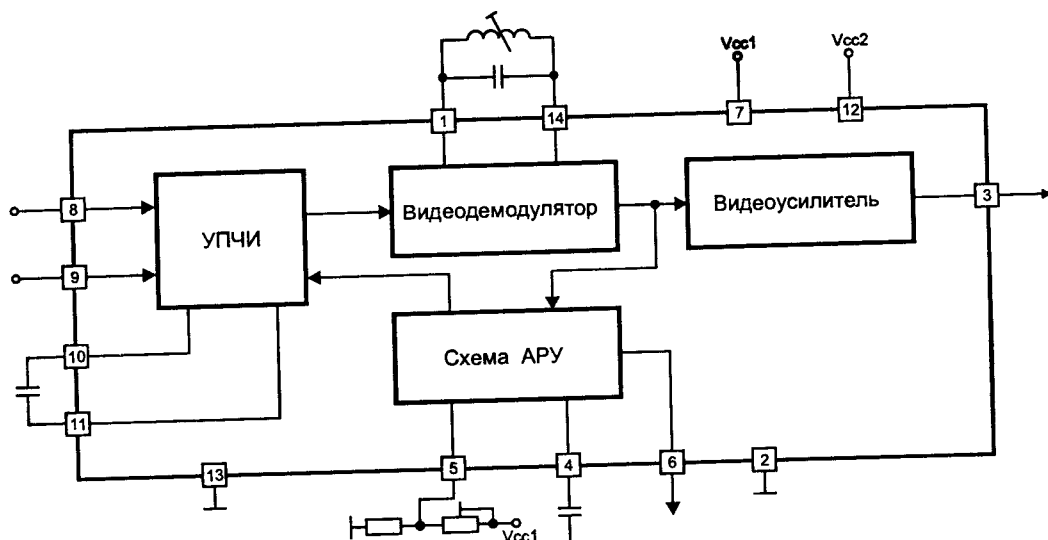 Vcc1
Vcc2
1
14
7
12
8
УПЧИ
Видеодемодулятор
Видеоусилитель
3
9
10
Схема АРУ
11
13
5
4
6
2
Vcc1